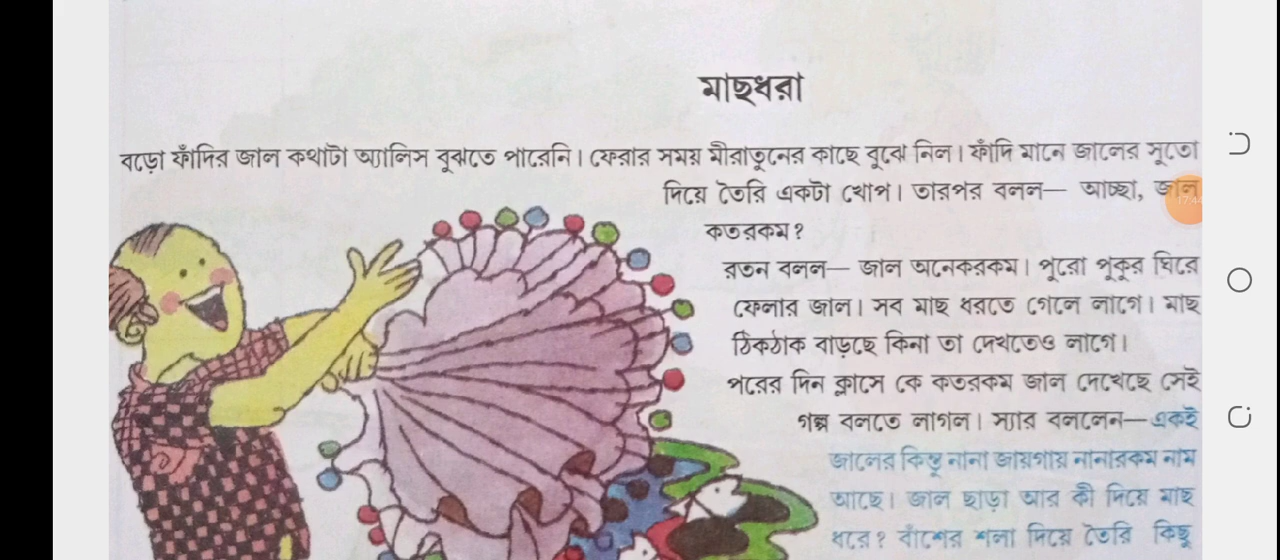 মাছধরা
বড়ো ফাঁদির জাল কথাটা অ্যালিস বুঝতে পারেনি। ফেরার সময় মীরাতুনের কাছে বুঝে নিল। ফাঁদি মানে জালের সুতো
দিয়ে তৈরি একটা খোপ। তারপর বলল— আচ্ছা, জাল
কতরকম?
রতন বলল— জাল অনেকরকম। পুরো পুকুর ঘিরে
ফেলার জাল। সব মাছ ধরতে গেলে লাগে। মাছ
ঠিকঠাক বাড়ছে কিনা তা দেখতেও লাগে।
পরের দিন ক্লাসে কে কতরকম জাল দেখেছে সেই
গল্প বলতে লাগল। স্যার বললেন— একই
জালের কিন্তু নানা জায়গায় নানারকম নাম
আছে। জাল ছাড়া আর কী দিয়ে মাছ
ধরে? বাঁশের শলা দিয়ে তৈরি কিছু